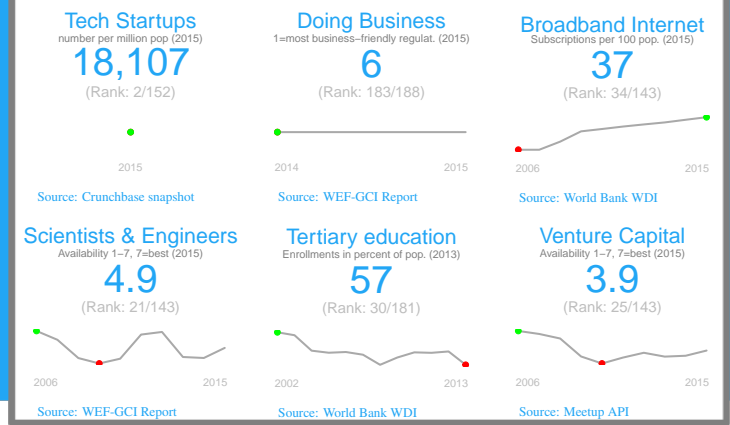 Tech Startups
number per million pop (2015)
18,107
(Rank: 2/152)
2015
Source: Crunchbase snapshot
Doing Business
1=most business−friendly regulat. (2015)
6
(Rank: 183/188)
2014 2015
Source: WEF-GCI Report
Broadband Internet
Subscriptions per 100 pop. (2015)
37
(Rank: 34/143)
2006 2015
Source: World Bank WDI
Scientists & Engineers
Availability 1−7, 7=best (2015)
4.9
(Rank: 21/143)
2006 2015
Source: WEF-GCI Report
Tertiary education
Enrollments in percent of pop. (2013)
57
(Rank: 30/181)
2002 2013
Source: World Bank WDI
Venture Capital
Availability 1−7, 7=best (2015)
3.9
(Rank: 25/143)
2006 2015
Source: Meetup API